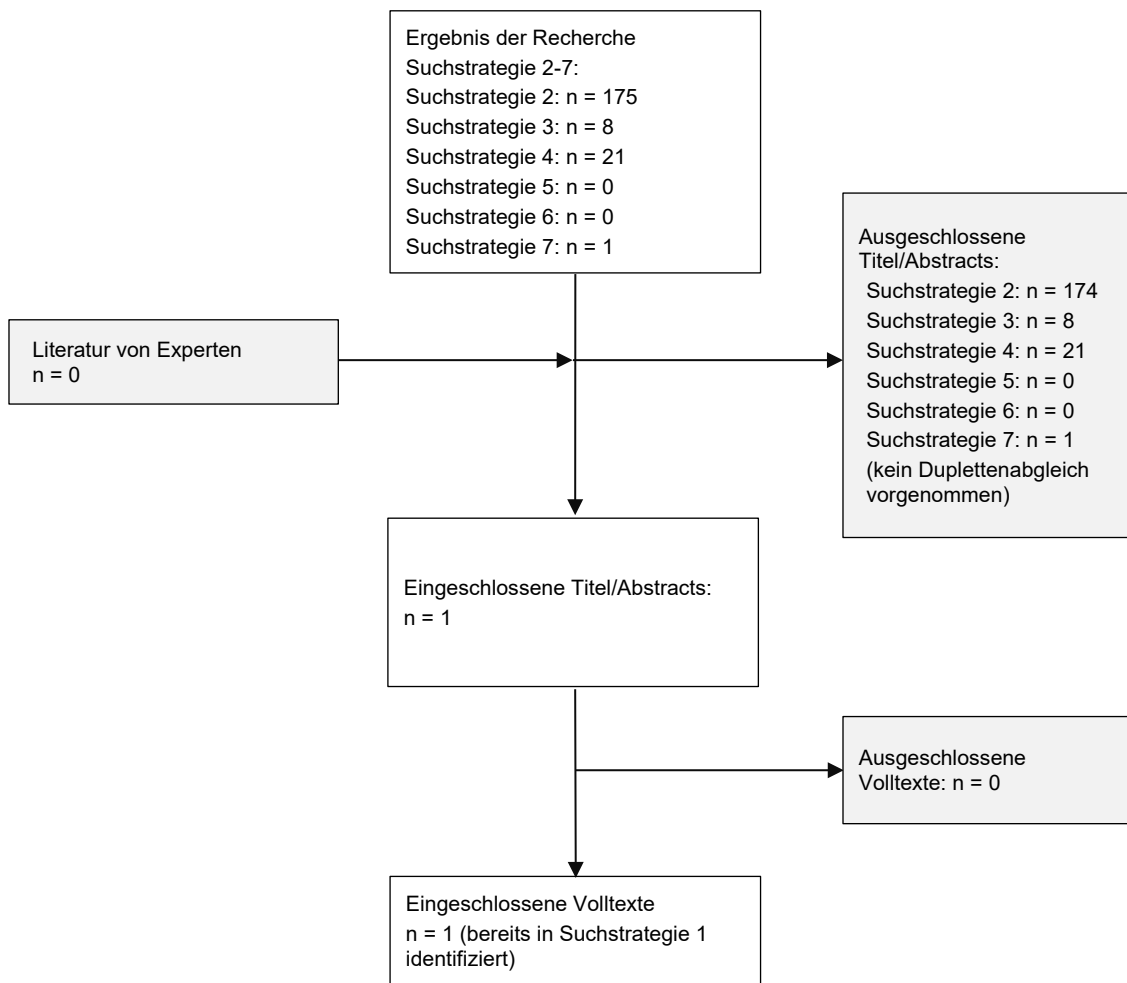 Ergebnis der Recherche
Suchstrategie 2-7:
Suchstrategie 2: n = 175
Suchstrategie 3: n = 8
Suchstrategie 4: n = 21
Suchstrategie 5: n = 0
Suchstrategie 6: n = 0
Suchstrategie 7: n = 1
Literatur von Experten
n = 0
Ausgeschlossene
Titel/Abstracts:
Suchstrategie 2: n = 174
Suchstrategie 3: n = 8
Suchstrategie 4: n = 21
Suchstrategie 5: n = 0
Suchstrategie 6: n = 0
Suchstrategie 7: n = 1
(kein Duplettenabgleich
vorgenommen)
Eingeschlossene Titel/Abstracts:
n = 1
Ausgeschlossene
Volltexte: n = 0
Eingeschlossene Volltexte
n = 1 (bereits in Suchstrategie 1
identifiziert)